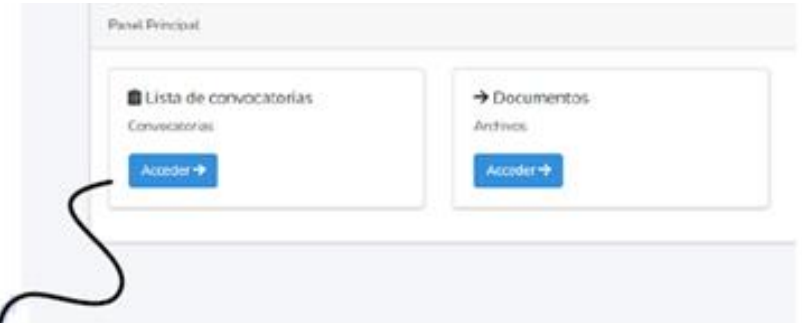 Panel Principal
Lista de convocatorias
Convocatorias
Acceder
Documentos
Archivos
Acceder